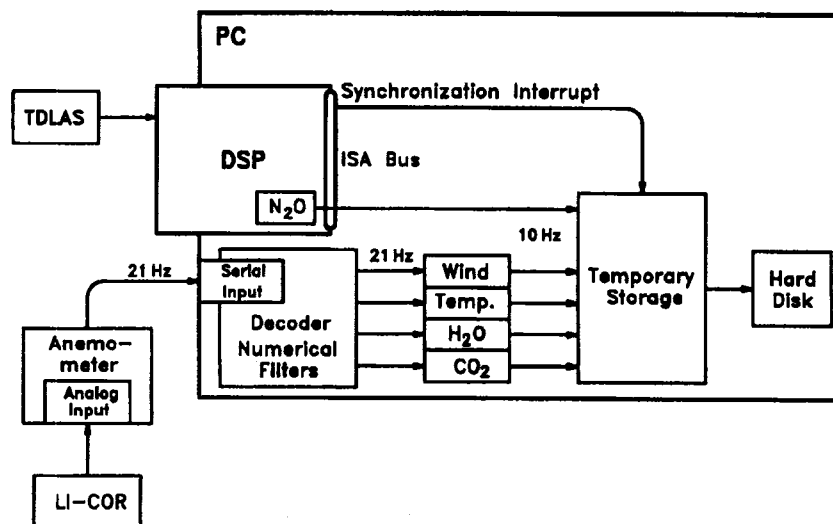 PC
Synchronization Interrupt
TDLAS
DSP
ISA Bus
N₂O
10 Hz
21 Hz
Serial
Input
21 Hz
Wind
Temp.
H₂O
CO₂
Decoder
Numerical
Filters
Temporary
Storage
Hard
Disk
Anemo-
meter
Analog
Input
LI-COR